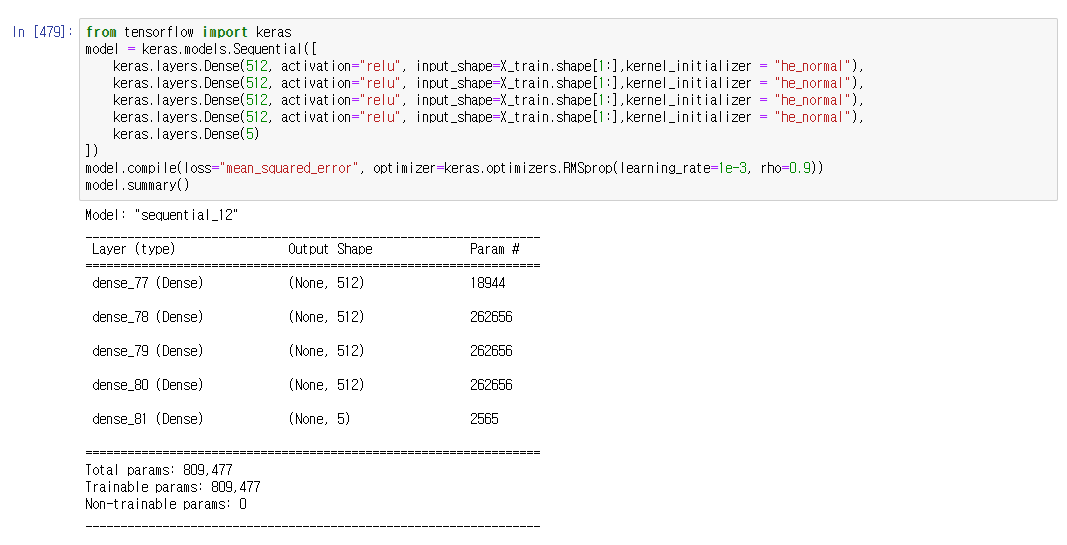 In [479]: from tensorflow import keras
model = keras.models.Sequential([
    keras.layers.Dense(512, activation="relu", input_shape=X_train.shape[1:],kernel_initializer = "he_normal"),
    keras.layers.Dense(512, activation="relu", input_shape=X_train.shape[1:],kernel_initializer = "he_normal"),
    keras.layers.Dense(512, activation="relu", input_shape=X_train.shape[1:],kernel_initializer = "he_normal"),
    keras.layers.Dense(512, activation="relu", input_shape=X_train.shape[1:],kernel_initializer = "he_normal"),
    keras.layers.Dense(5)
])
model.compile(loss="mean_squared_error", optimizer=keras.optimizers.RMSprop(learning_rate=1e-3, rho=0.9))
model.summary()
Model: "sequential_12"
_________________________________________________________________
Layer (type)                Output Shape              Param #
=================================================================
dense_77 (Dense)            (None, 512)               18944
dense_78 (Dense)            (None, 512)               262656
dense_79 (Dense)            (None, 512)               262656
dense_80 (Dense)            (None, 512)               262656
dense_81 (Dense)            (None, 5)                 2565
=================================================================
Total params: 809,477
Trainable params: 809,477
Non-trainable params: 0
_________________________________________________________________